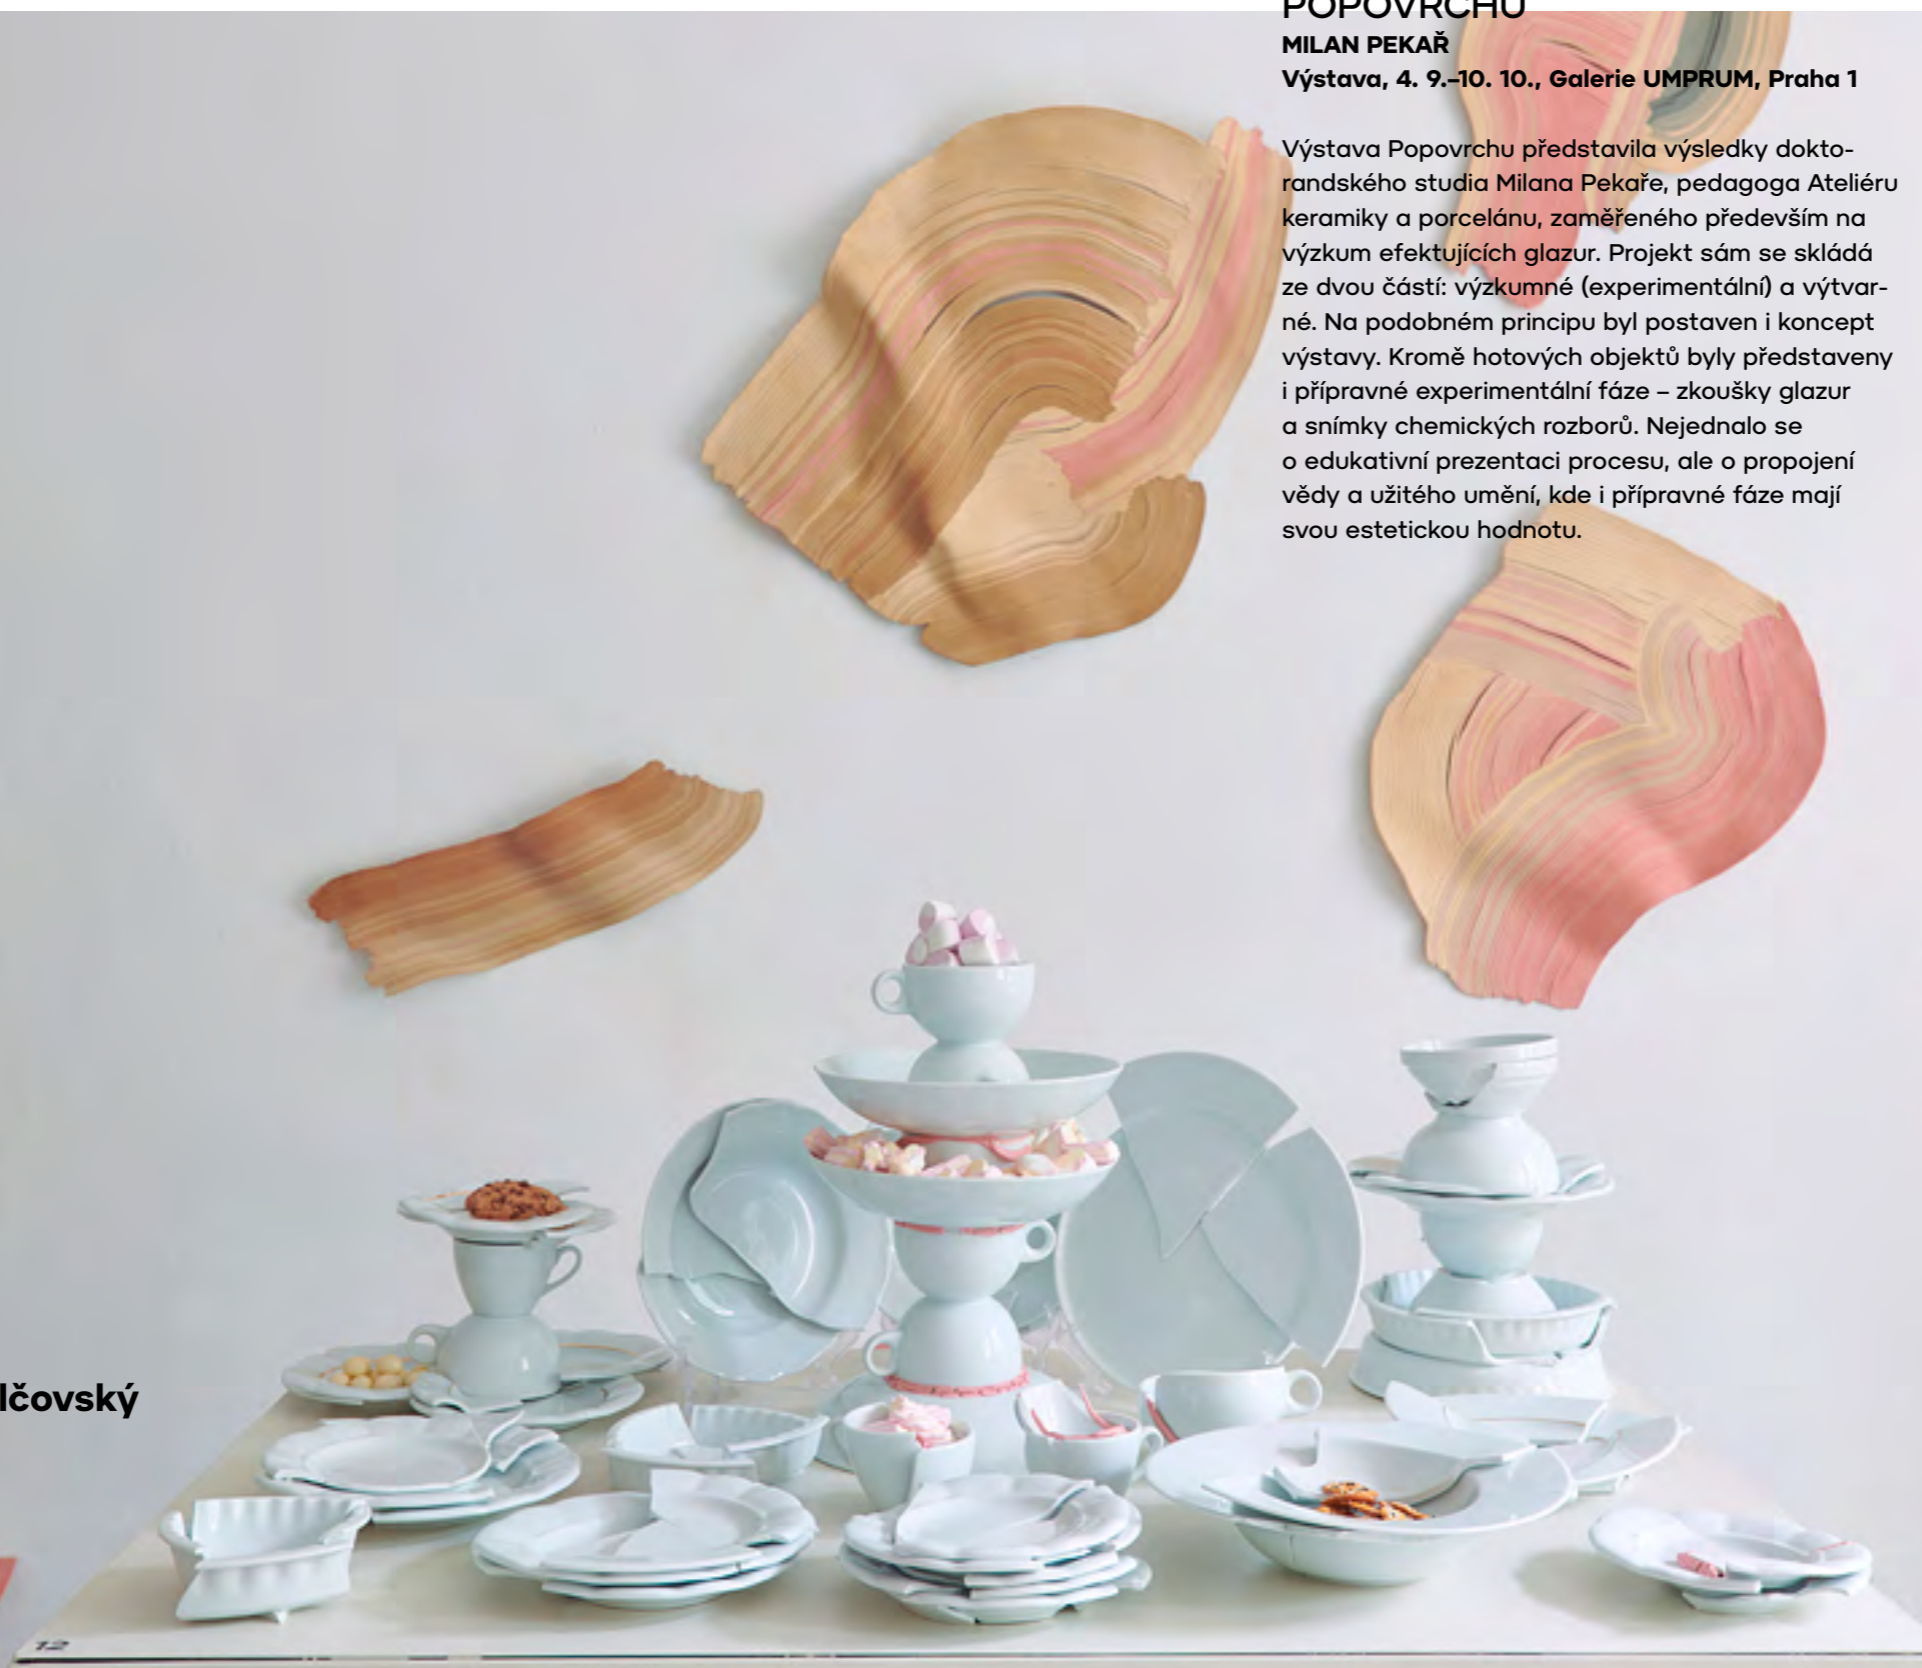 POPOVRCHU
MILAN PEKAŘ
Výstava, 4. 9.–10. 10., Galerie UMPRUM, Praha 1
Výstava Popovrchu představila výsledky dokto-
randského studia Milana Pekaře, pedagoga Ateliéru
keramiky a porcelánu, zaměřeného především na
výzkum efektujících glazur. Projekt sám se skládá
ze dvou částí: výzkumné (experimentální) a výtvar-
né. Na podobném principu byl postaven i koncept
výstavy. Kromě hotových objektů byly představeny
i přípravné experimentální fáze – zkoušky glazur
a snímky chemických rozborů. Nejednalo se
o edukativní prezentaci procesu, ale o propojení
vědy a užitého umění, kde i přípravné fáze mají
svou estetickou hodnotu.
lčovský
12